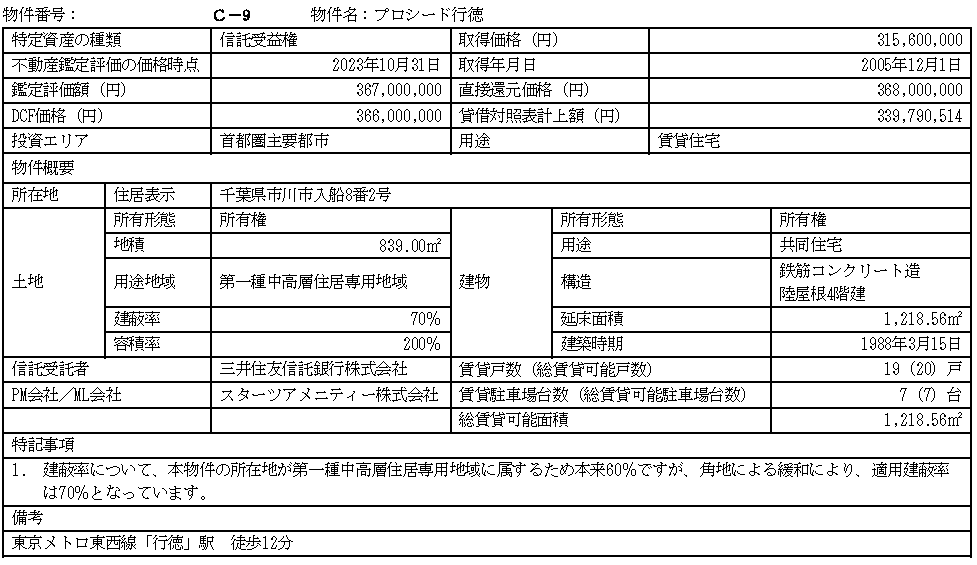 物件番号： C－9 物件名：プロシード行徳
特定資産の種類 信託受益権 取得価格（円） 315,600,000
不動産鑑定評価の価格時点 2023年10月31日 取得年月日 2005年12月1日
鑑定評価額（円） 367,000,000 直接還元価格（円） 368,000,000
DCF価格（円） 366,000,000 貸借対照表計上額（円） 339,790,514
投資エリア 首都圏主要都市 用途 賃貸住宅
物件概要
所在地 住居表示 千葉県市川市入船8番2号
所有形態 所有権 所有形態 所有権
地積 839.00㎡ 用途 共同住宅
土地 用途地域 第一種中高層住居専用地域 建物 構造 鉄筋コンクリート造
陸屋根4階建
建蔽率 70% 延床面積 1,218.56㎡
容積率 200% 建築時期 1988年3月15日
信託受託者 三井住友信託銀行株式会社 賃貸戸数（総賃貸可能戸数） 19（20）戸
PM会社／ML会社 スターツアメニティー株式会社 賃貸駐車場台数（総賃貸可能駐車場台数） 7（7）台
総賃貸可能面積 1,218.56㎡
特記事項
1． 建蔽率について、本物件の所在地が第一種中高層住居専用地域に属するため本来60%ですが、角地による緩和により、適用建蔽率
は70%となっています。
備考
東京メトロ東西線「行徳」駅 徒歩12分